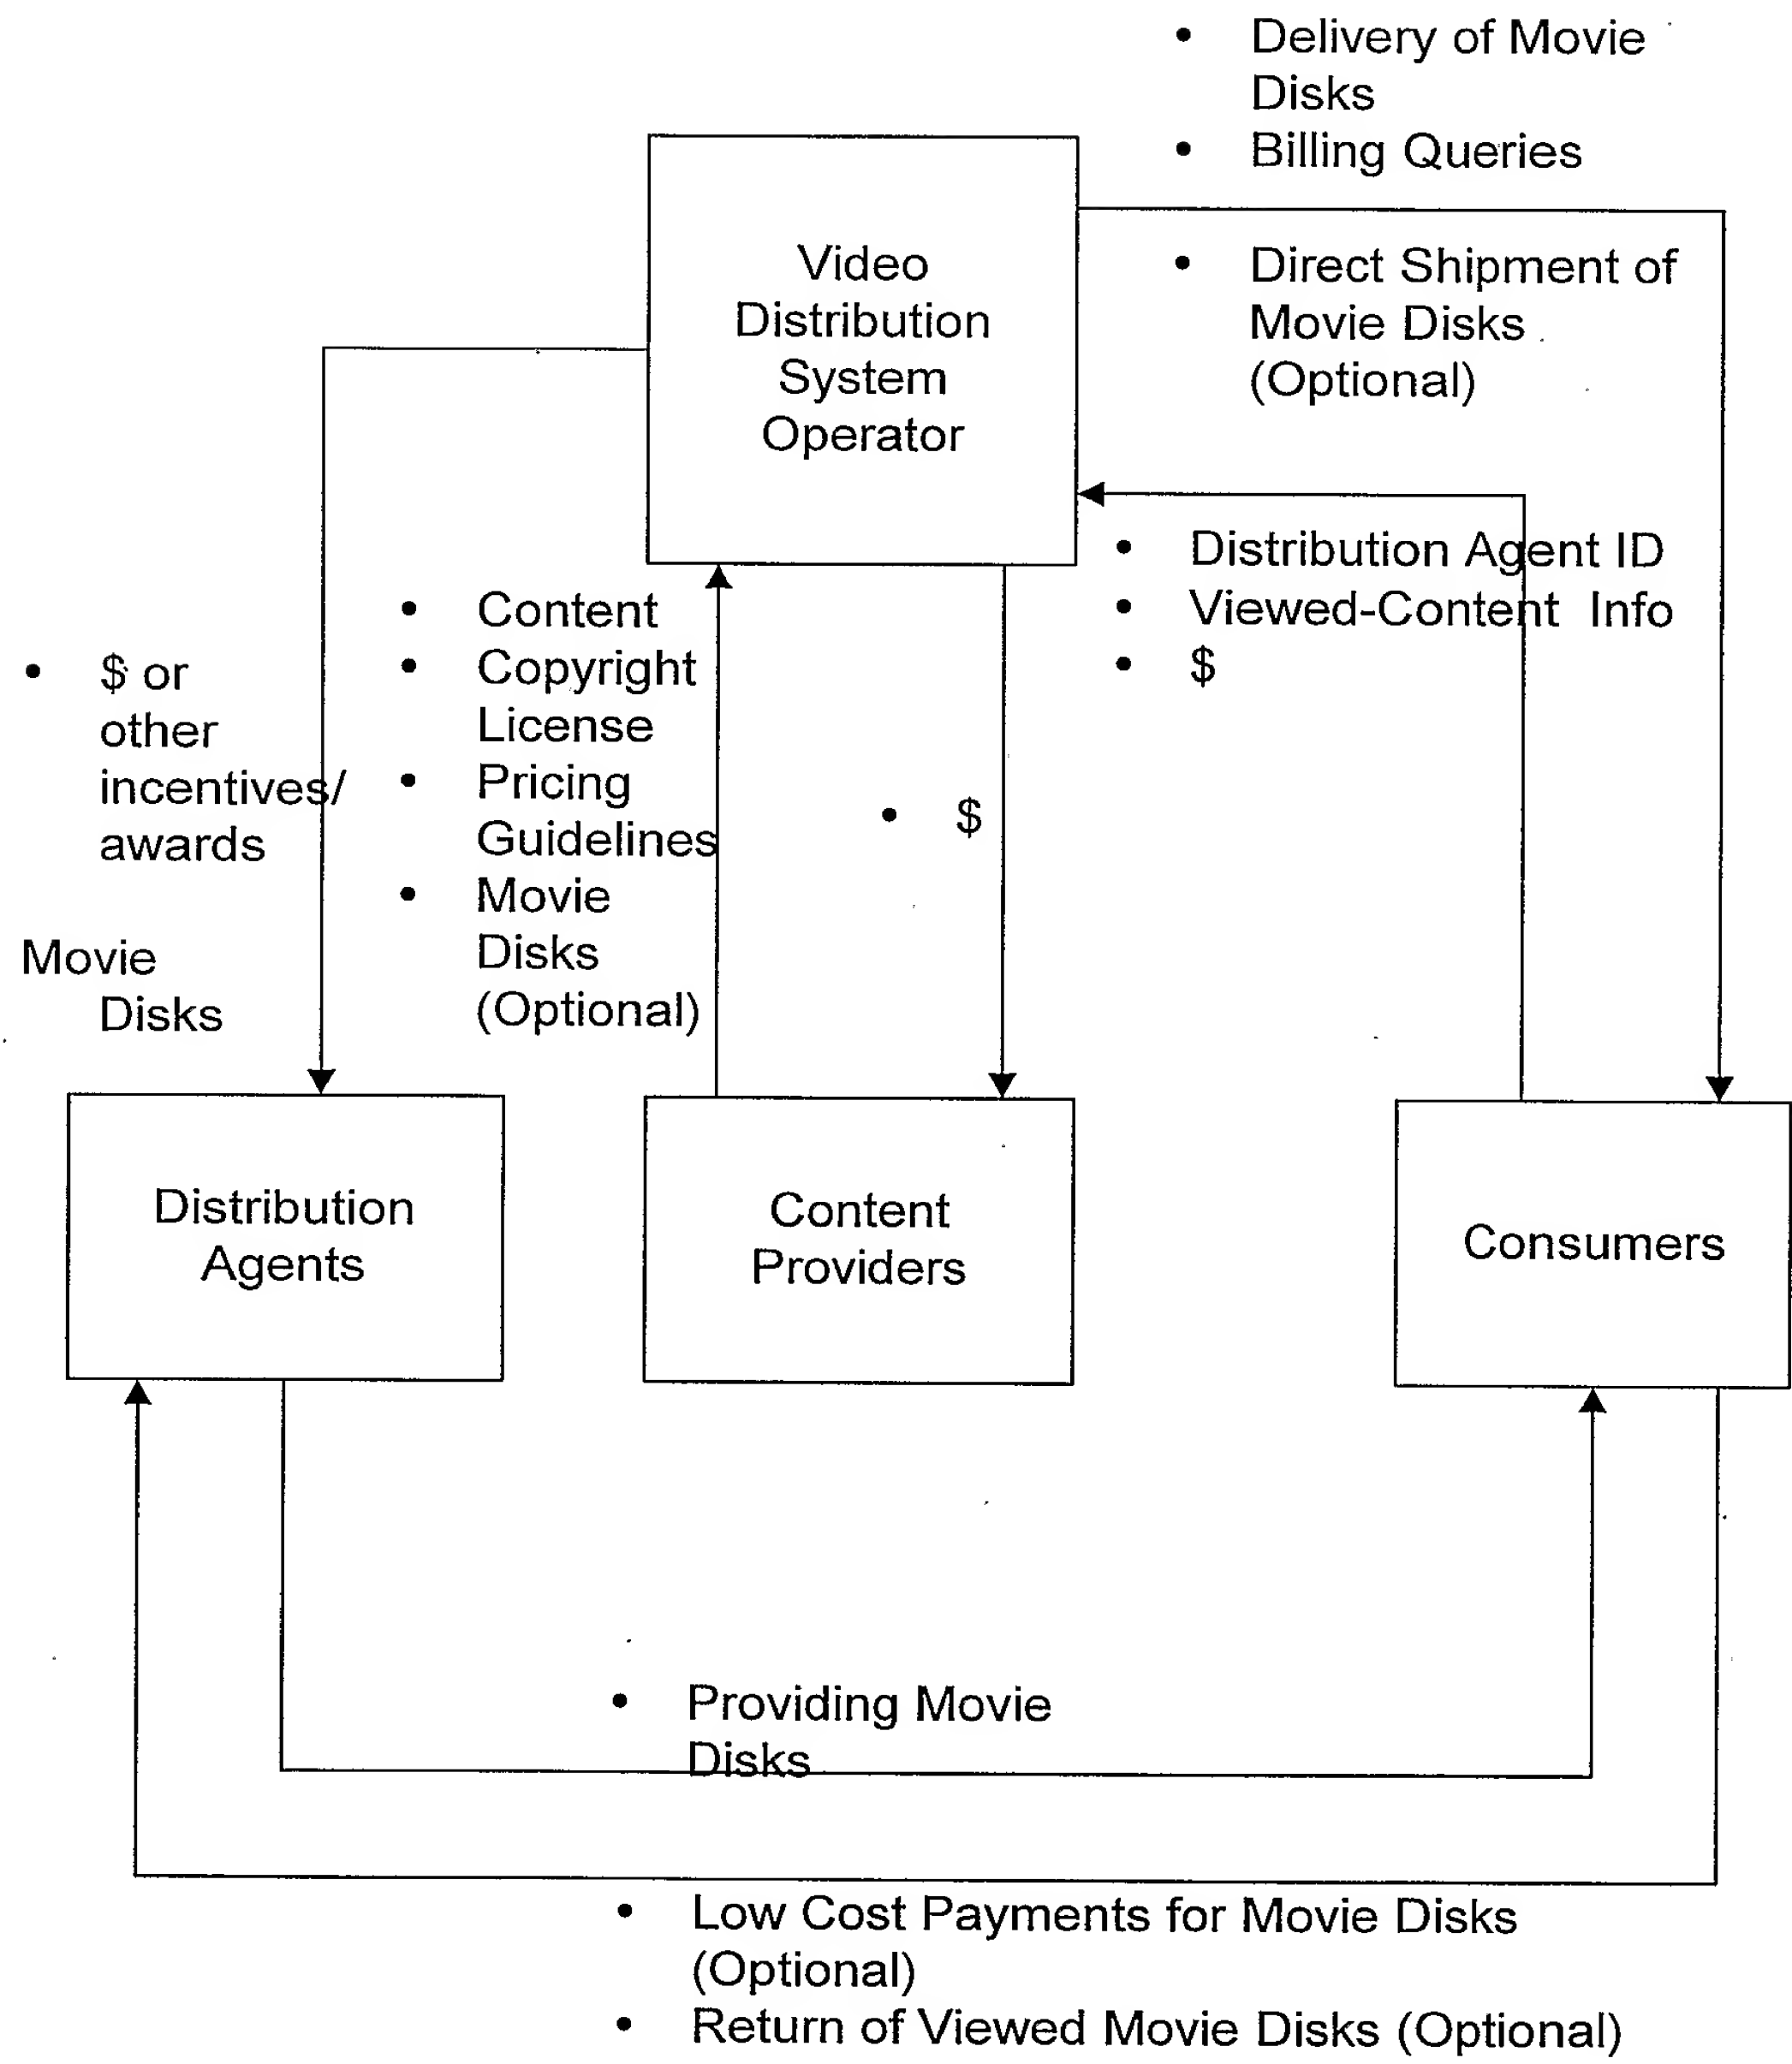 • Delivery of Movie
Disks
• Billing Queries
Video
Distribution
System
Operator
• Direct Shipment of
Movie Disks
(Optional)
• Distribution Agent ID
• Viewed-Content Info
• $
• $ or
other
incentives/
awards
Movie
Disks
• Content
• Copyright
License
• Pricing
Guidelines
• Movie
Disks
(Optional)
• $
Distribution
Agents
Content
Providers
Consumers
• Providing Movie
Disks
• Low Cost Payments for Movie Disks
(Optional)
• Return of Viewed Movie Disks (Optional)